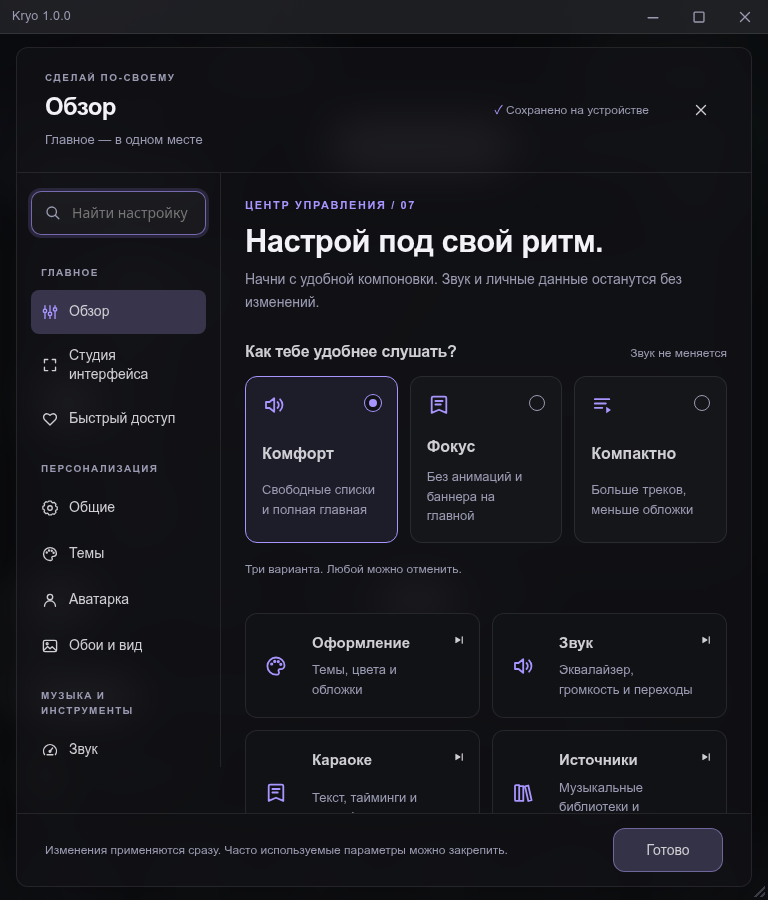 Kryo 1.0.0
СДЕЛАЙ ПО-СВОЕМУ
Обзор
Главное — в одном месте
✓ Сохранено на устройстве
Найти настройку
ГЛАВНОЕ
Обзор
Студия
интерфейса
Быстрый доступ
ПЕРСОНАЛИЗАЦИЯ
Общие
Темы
Аватарка
Обои и вид
МУЗЫКА И
ИНСТРУМЕНТЫ
Звук
ЦЕНТР УПРАВЛЕНИЯ / 07
Настрой под свой ритм.
Начни с удобной компоновки. Звук и личные данные останутся без
изменений.
Как тебе удобнее слушать?
Звук не меняется
Комфорт
Свободные списки
и полная главная
Фокус
Без анимаций и
баннера на
главной
Компактно
Больше треков,
меньше обложки
Три варианта. Любой можно отменить.
Оформление
Темы, цвета и
обложки
Звук
Эквалайзер,
громкость и переходы
Караоке
Текст, тайминги и
Источники
Музыкальные
библиотеки и
Изменения применяются сразу. Часто используемые параметры можно закрепить.
Готово